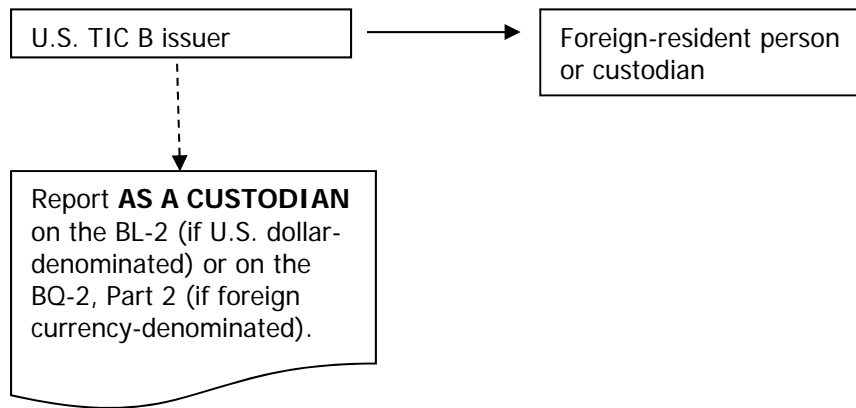 U.S. TIC B issuer
Foreign-resident person
or custodian
Report AS A CUSTODIAN
on the BL-2 (if U.S. dollar-
denominated) or on the
BQ-2, Part 2 (if foreign
currency-denominated).